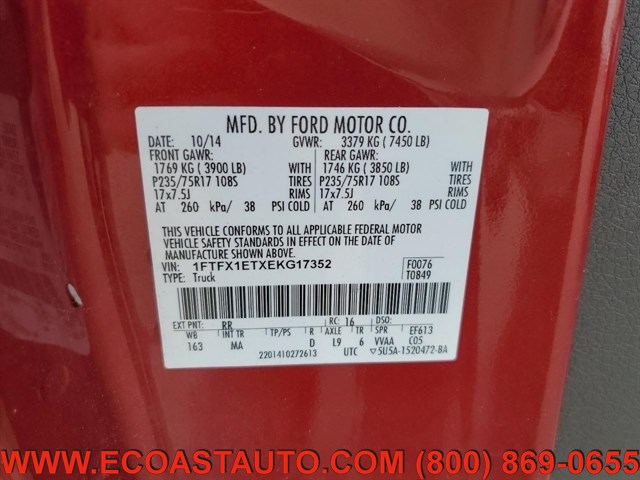 MFD. BY FORD MOTOR CO.
DATE: 10/14 GVWR: 3379 KG ( 7450 LB)
FRONT GAWR: REAR GAWR:
1769 KG ( 3900 LB) WITH 1746 KG ( 3850 LB) WITH
P235/75R17 108S TIRES P235/75R17 108S TIRES
17x7.5J RIMS 17x7.5J RIMS
AT 260 kPa/ 38 PSI COLD AT 260 kPa/ 38 PSI COLD
THIS VEHICLE CONFORMS TO ALL APPLICABLE FEDERAL MOTOR
VEHICLE SAFETY STANDARDS IN EFFECT ON THE DATE OF
MANUFACTURE SHOWN ABOVE.
VIN: 1FTFX1ETXEKG17352 F0076
TYPE: Truck T0849
EXT PNT: RR RC: 16 DSO:
WB INT TR TP/PS R AXLE TR SPR EF613
163 MA D L9 6 VVAA C05
2201410272613 UTC ▽5U5A-1520472-BA
WWW.ECOASTAUTO.COM (800) 869-0655